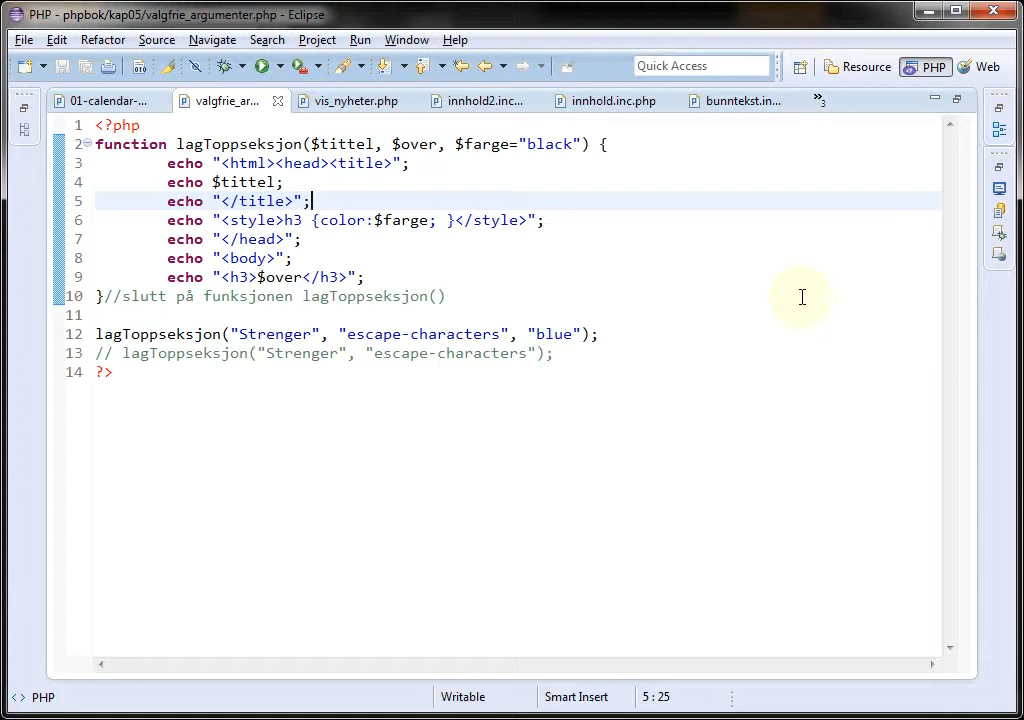 PHP - phpbok/kap05/valgfrie_argumenter.php - Eclipse
File Edit Refactor Source Navigate Search Project Run Window Help
Quick Access Resource PHP Web
01-calendar-... valgfrie_ar... vis_nyheter.php innhold2.inc... innhold.inc.php bunntekst.in... »3
1 <?php
2 function lagToppseksjon($tittel, $over, $farge="black") {
3 echo "<html><head><title>";
4 echo $tittel;
5 echo "</title>";
6 echo "<style>h3 {color:$farge; }</style>";
7 echo "</head>";
8 echo "<body>";
9 echo "<h3>$over</h3>";
10 }//slutt på funksjonen lagToppseksjon()
11
12 lagToppseksjon("Strenger", "escape-characters", "blue");
13 // lagToppseksjon("Strenger", "escape-characters");
14 ?>
<> PHP Writable Smart Insert 5 : 25